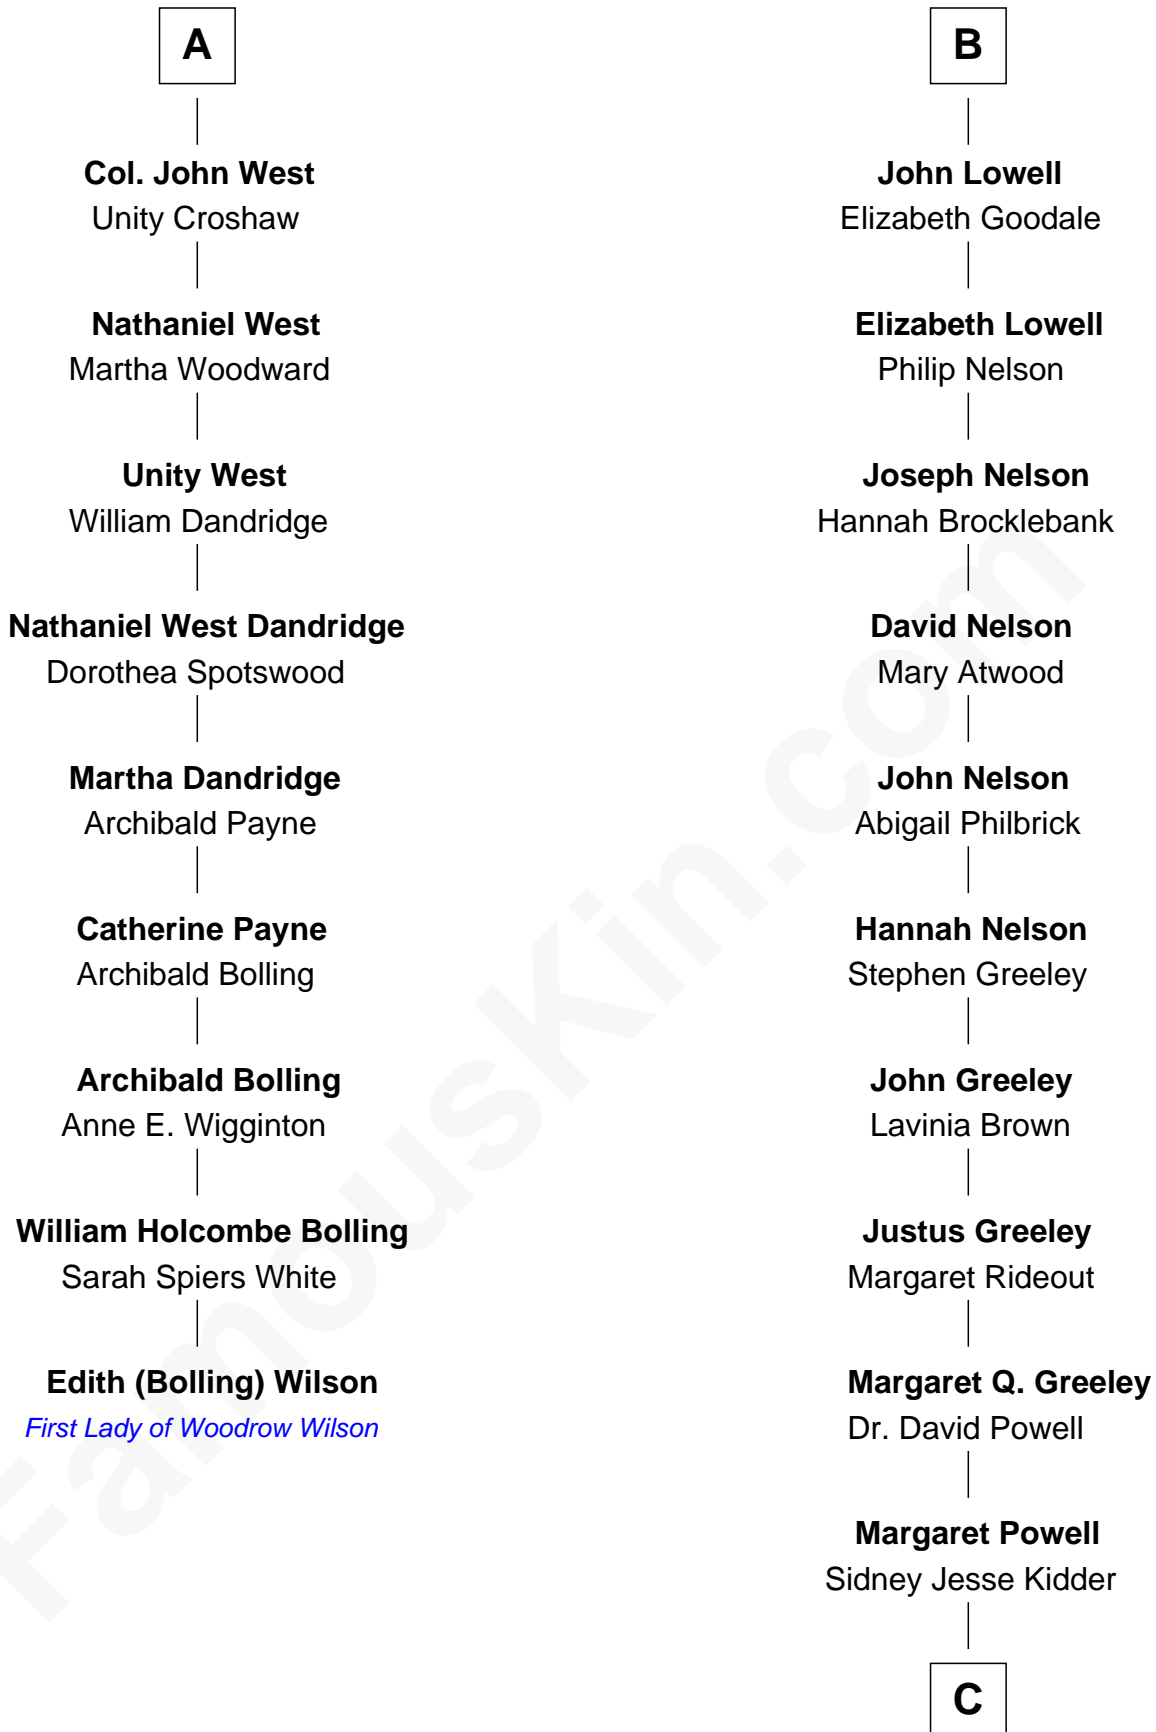 A
Col. John West
Unity Croshaw
Nathaniel West
Martha Woodward
Unity West
William Dandridge
Nathaniel West Dandridge
Dorothea Spotswood
Martha Dandridge
Archibald Payne
Catherine Payne
Archibald Bolling
Archibald Bolling
Anne E. Wigginton
William Holcombe Bolling
Sarah Spiers White
Edith (Bolling) Wilson
First Lady of Woodrow Wilson
B
John Lowell
Elizabeth Goodale
Elizabeth Lowell
Philip Nelson
Joseph Nelson
Hannah Brocklebank
David Nelson
Mary Atwood
John Nelson
Abigail Philbrick
Hannah Nelson
Stephen Greeley
John Greeley
Lavinia Brown
Justus Greeley
Margaret Rideout
Margaret Q. Greeley
Dr. David Powell
Margaret Powell
Sidney Jesse Kidder
C
FamousKin.com